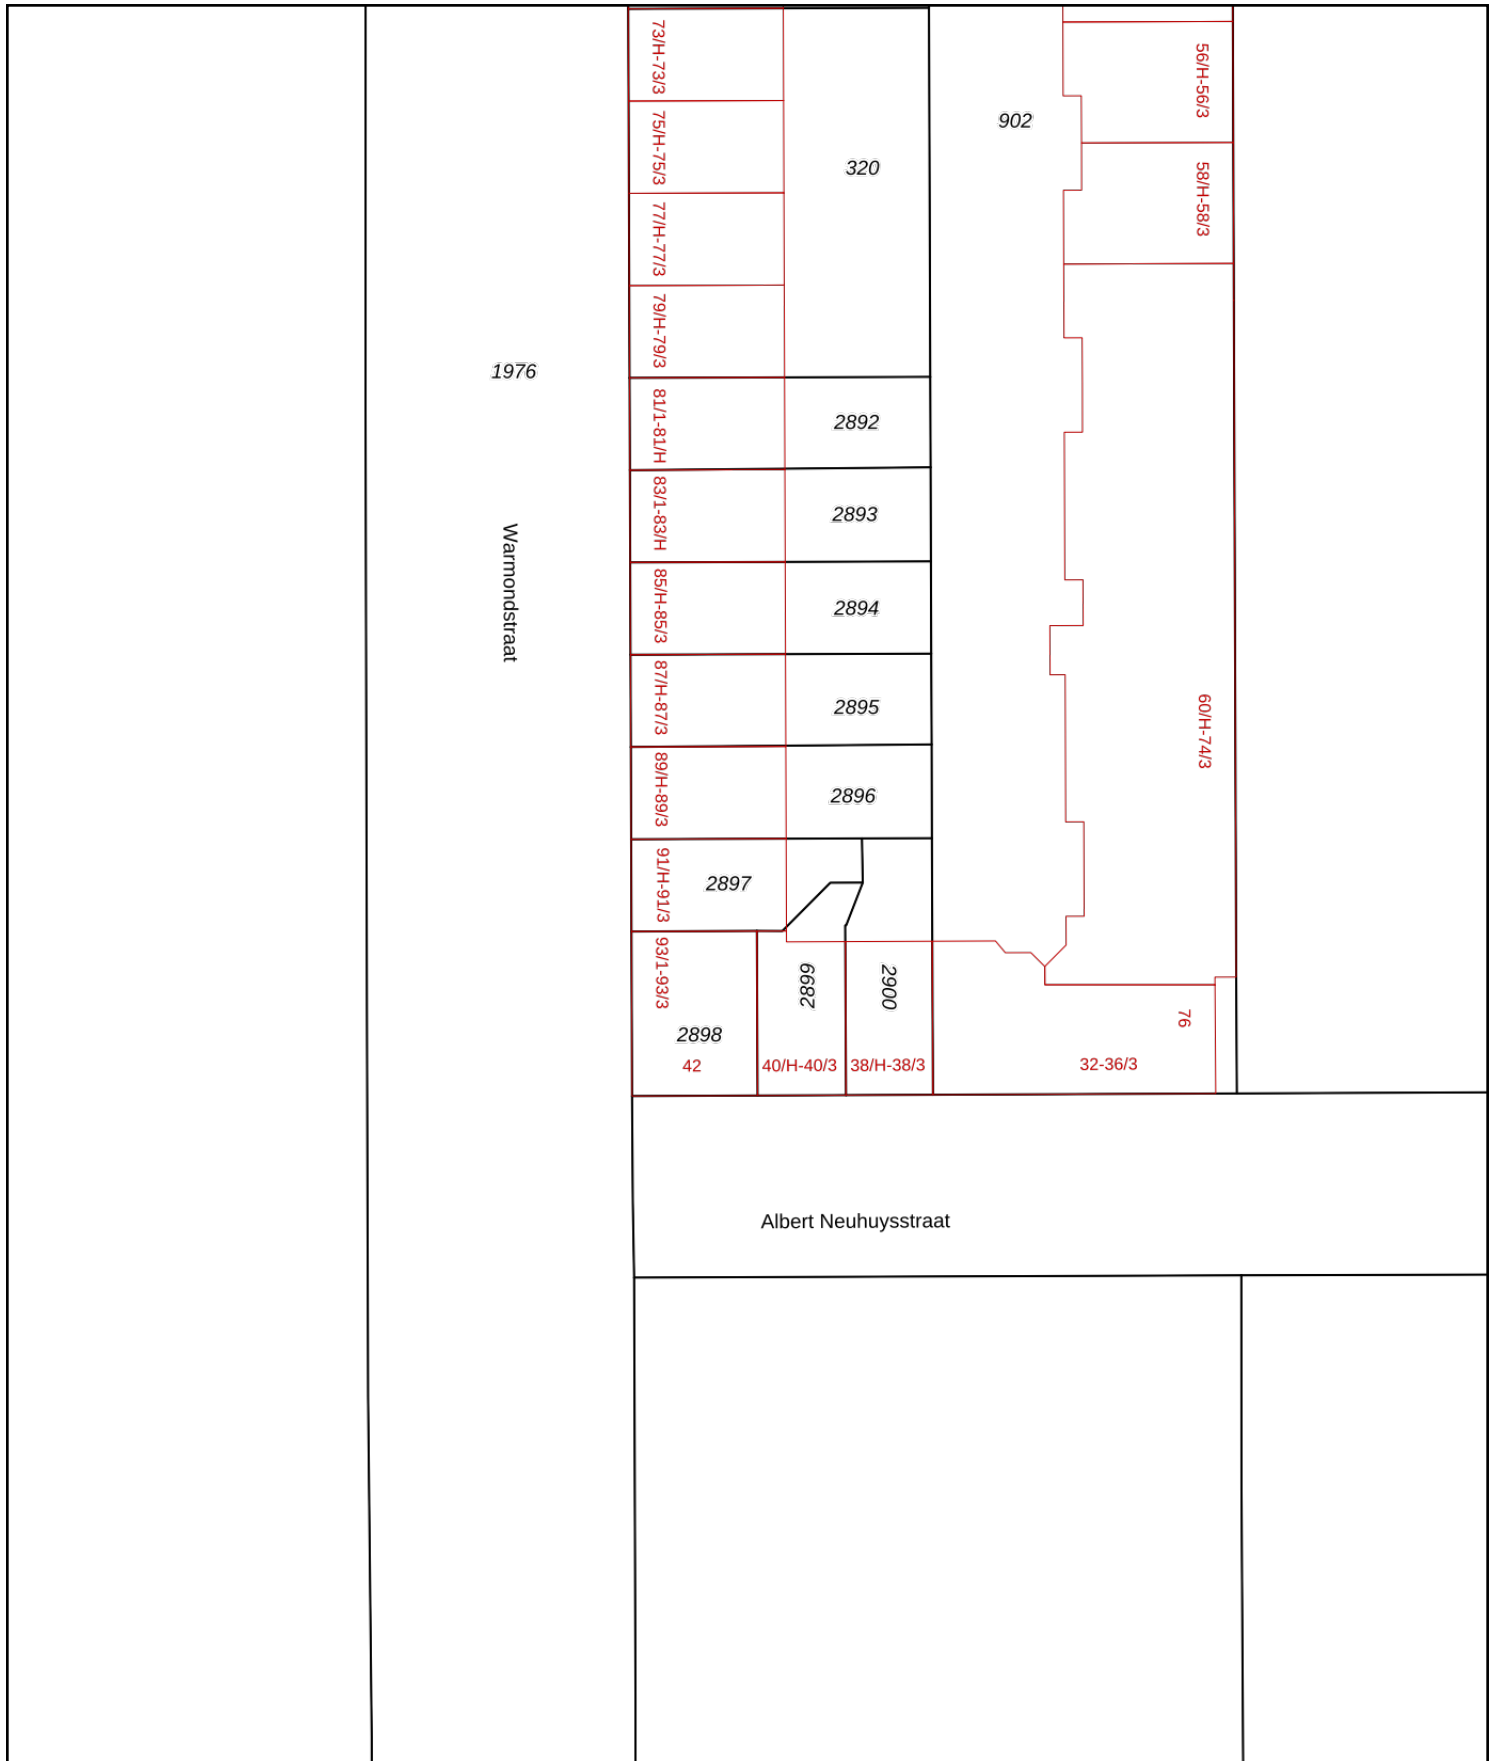 73/H-73/3
56/H-56/3
902
75/H-75/3
320
58/H-58/3
77/H-77/3
79/H-79/3
1976
81/1-81/H
2892
83/1-83/H
2893
Warmondstraat
85/H-85/3
2894
87/H-87/3
2895
60/H-74/3
89/H-89/3
2896
91/H-91/3
2897
93/1-93/3
2899
2900
76
2898
42
40/H-40/3
38/H-38/3
32-36/3
Albert Neuhuysstraat